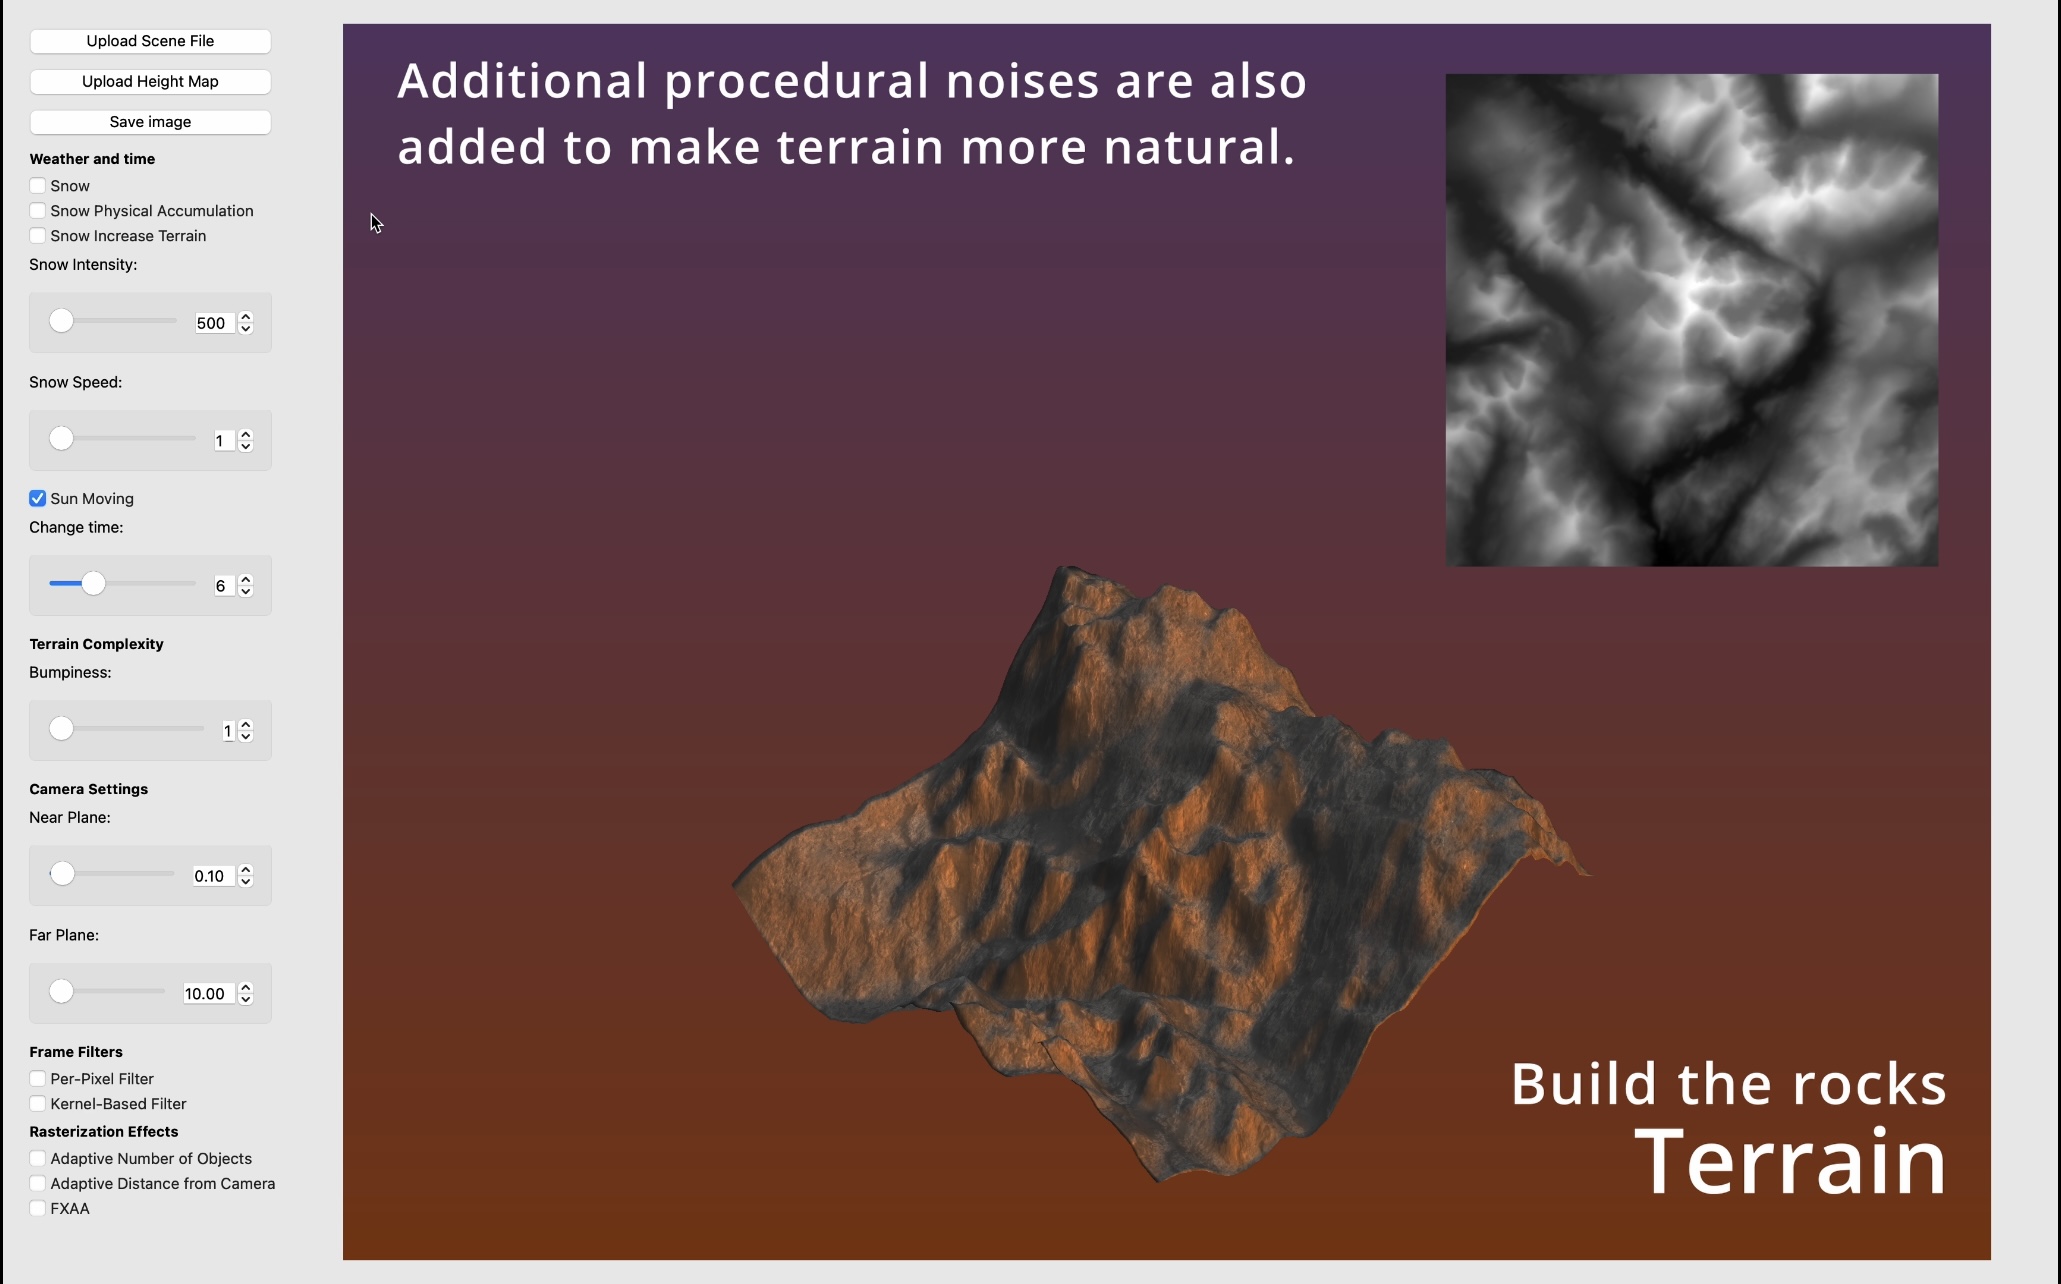 Upload Scene File
Upload Height Map
Save image
Weather and time
Snow
Snow Physical Accumulation
Snow Increase Terrain
Snow Intensity:
500
Snow Speed:
1
Sun Moving
Change time:
6
Terrain Complexity
Bumpiness:
1
Camera Settings
Near Plane:
0.10
Far Plane:
10.00
Frame Filters
Per-Pixel Filter
Kernel-Based Filter
Rasterization Effects
Adaptive Number of Objects
Adaptive Distance from Camera
FXAA
Additional procedural noises are also
added to make terrain more natural.
Build the rocks
Terrain